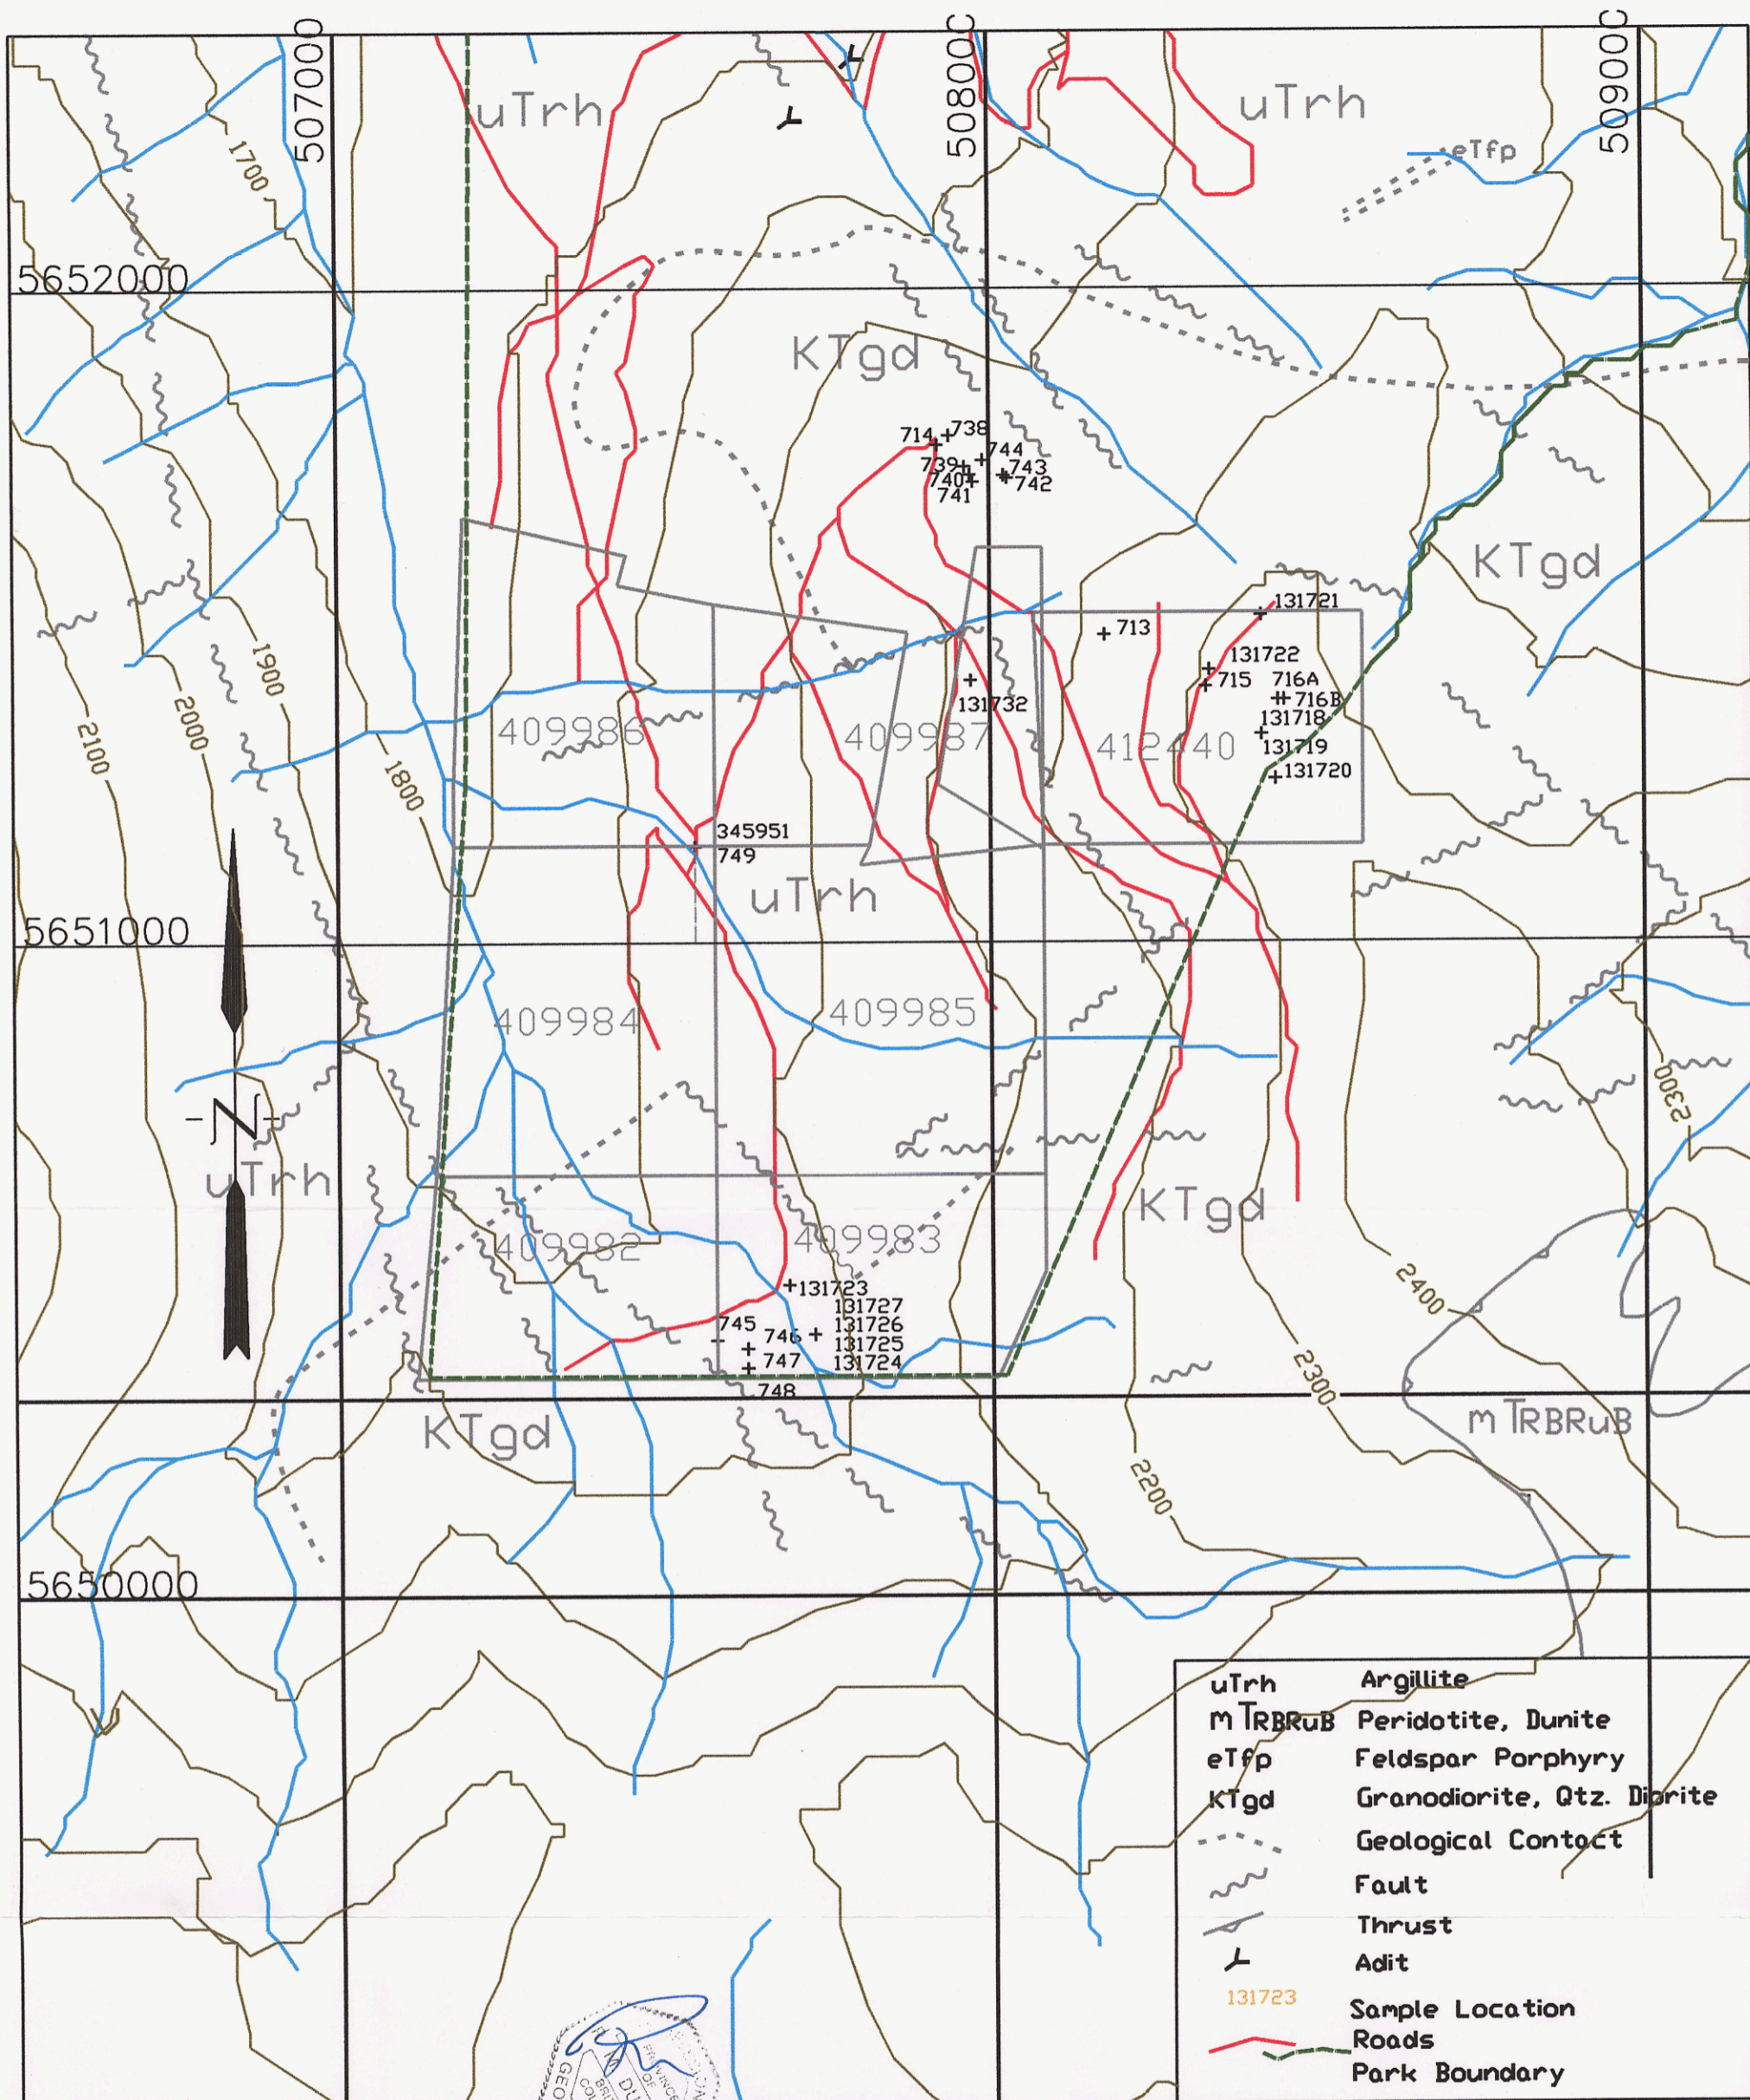 507000
508000
509000
uTrh
uTrh
eTfp
1700
5652000
KTgd
714
738
744
739
743
740
742
741
KTgd
131721
713
131722
715
716A
716B
131732
131718
131719
131720
409986
409987
412440
1900
2000
2100
1800
345951
749
uTrh
5651000
409984
409985
2300
N
uTrh
KTgd
409982
409983
131723
131727
745
746
131726
131725
747
131724
748
2400
2300
KTgd
mTRBRuB
2200
5650000
uTrh Argillite
mTRBRuB Peridotite, Dunite
eTfp Feldspar Porphyry
KTgd Granodiorite, Qtz. Diorite
Geological Contact
Fault
Thrust
Adit
131723 Sample Location
Roads
Park Boundary
PROVINCE
OF